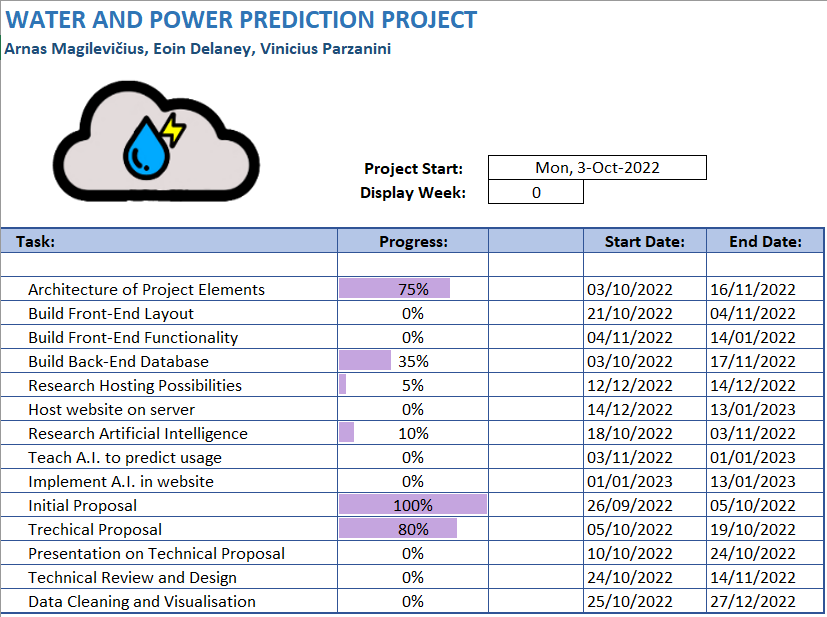 WATER AND POWER PREDICTION PROJECT
Arnas Magilevičius, Eoin Delaney, Vinicius Parzanini
Project Start: Mon, 3-Oct-2022
Display Week: 0
Task: Progress: Start Date: End Date:
Architecture of Project Elements 75% 03/10/2022 16/11/2022
Build Front-End Layout 0% 21/10/2022 04/11/2022
Build Front-End Functionality 0% 04/11/2022 14/01/2022
Build Back-End Database 35% 03/10/2022 17/11/2022
Research Hosting Possibilities 5% 12/12/2022 14/12/2022
Host website on server 0% 14/12/2022 13/01/2023
Research Artificial Intelligence 10% 18/10/2022 03/11/2022
Teach A.I. to predict usage 0% 03/11/2022 01/01/2023
Implement A.I. in website 0% 01/01/2023 13/01/2023
Initial Proposal 100% 26/09/2022 05/10/2022
Trechical Proposal 80% 05/10/2022 19/10/2022
Presentation on Technical Proposal 0% 10/10/2022 24/10/2022
Technical Review and Design 0% 24/10/2022 14/11/2022
Data Cleaning and Visualisation 0% 25/10/2022 27/12/2022